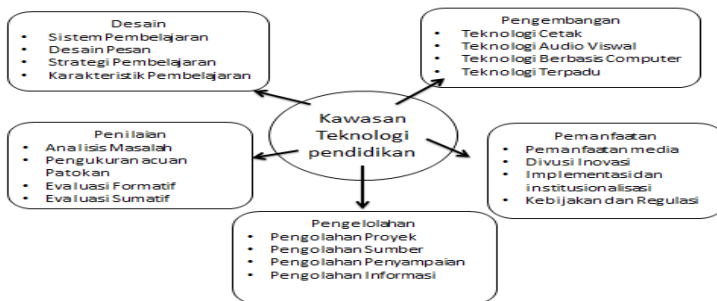 Desain
• Sistem Pembelajaran
• Desain Pesan
• Strategi Pembelajaran
• Karakteristik Pembelajaran
Pengembangan
• Teknologi Cetak
• Teknologi Audio Viswal
• Teknologi Berbasis Computer
• Teknologi Terpadu
Kawasan
Teknologi
pendidikan
Penilaian
• Analisis Masalah
• Pengukuran acuan
Patokan
• Evaluasi Formatif
• Evaluasi Sumatif
Pemanfaatan
• Pemanfaatan media
• Divusi Inovasi
• Implementasi dan
institusionalisasi
• Kebijakan dan Regulasi
Pengelolahan
• Pengolahan Proyek
• Pengolahan Sumber
• Pengolahan Penyampaian
• Pengolahan Informasi